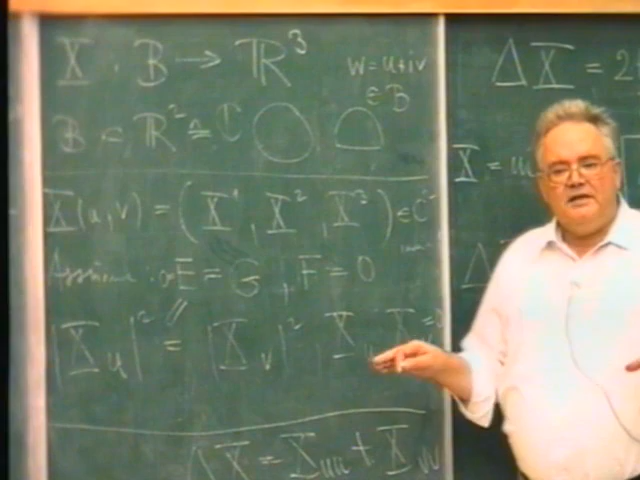 X : B → ℝ³
w = u+iv ∈ B
B ⊂ ℝ² ≙ ℂ
X(u,v) = (X¹, X², X³) ∈ C
Assume : E = G, F = 0
|X_u|² = |X_v|², X_u X_v = 0
ΔX = X_uu + X_vv
ΔX = 2
X =
Δ